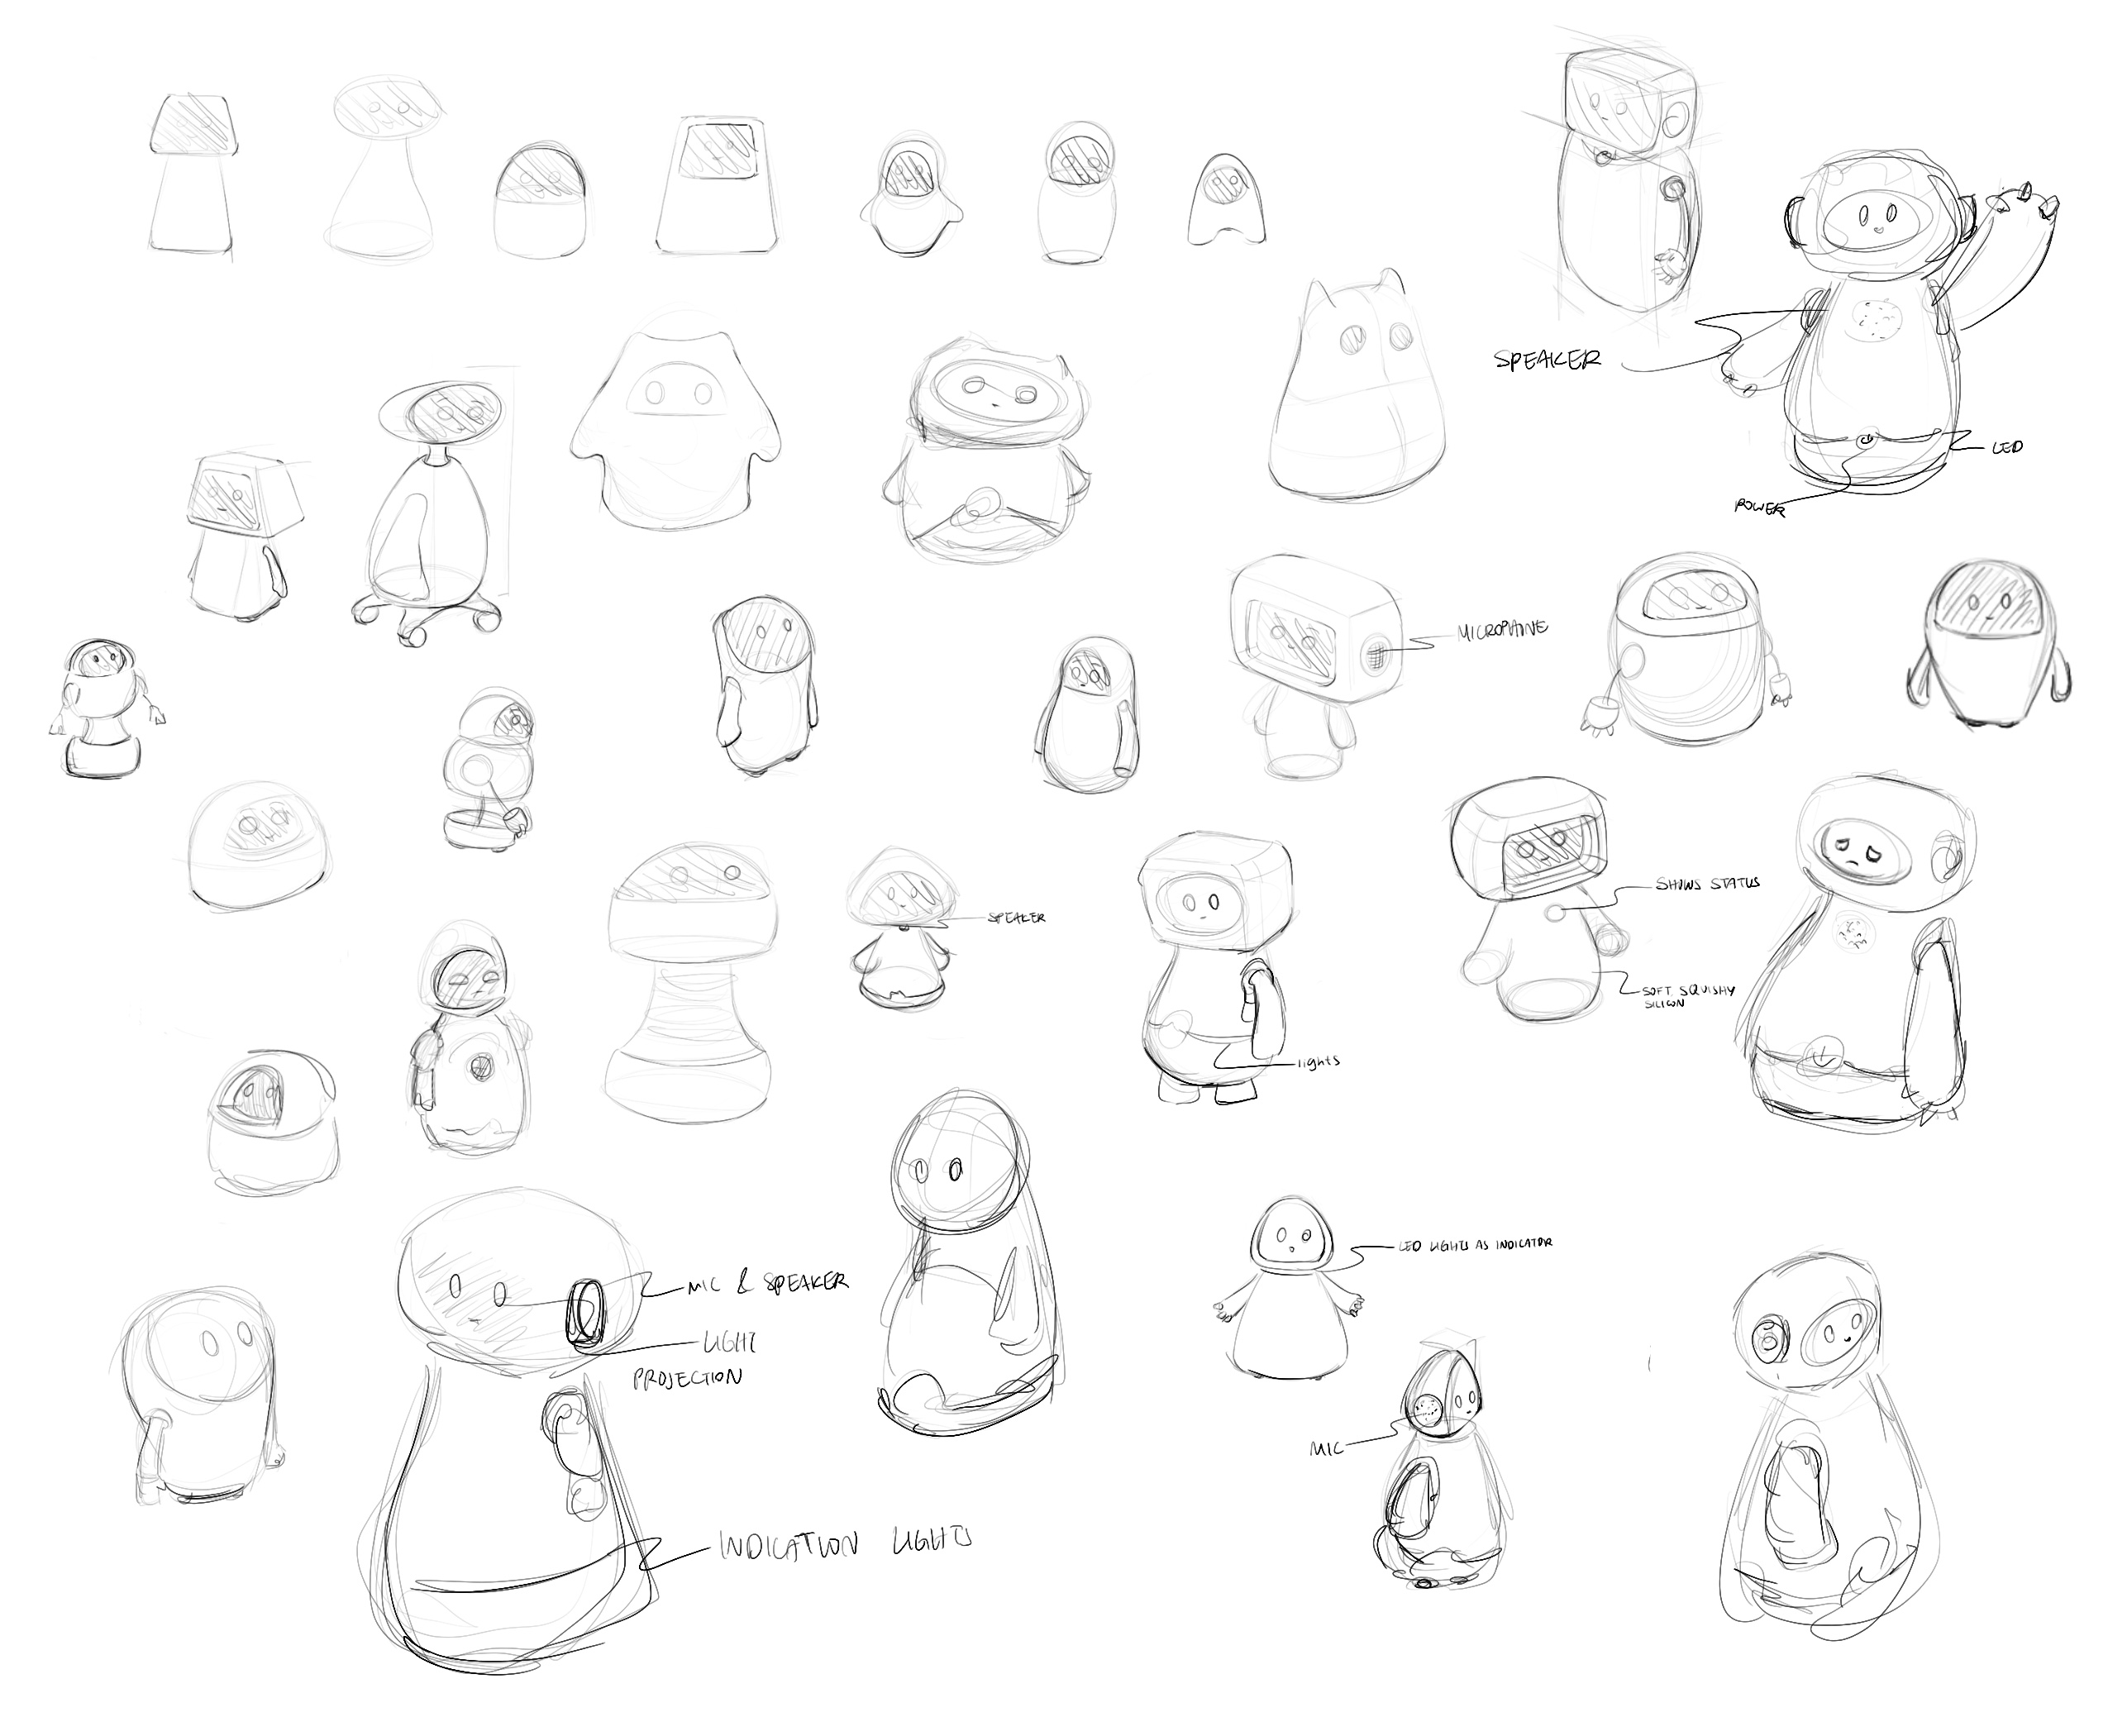 SPEAKER
LED
POWER
MICROPHONE
SHOWS STATUS
SPEAKER
SOFT SQUISHY
SILICON
lights
LED LIGHTS AS INDICATOR
MIC & SPEAKER
LIGHT
PROJECTION
MIC
INDICATION LIGHTS